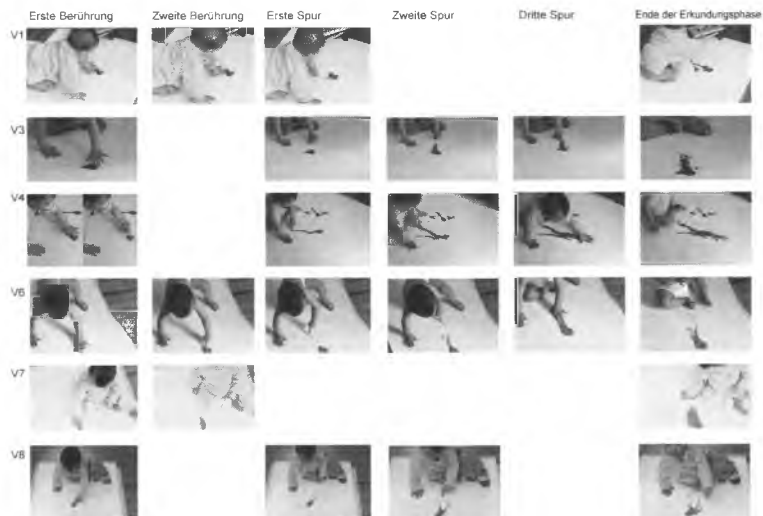 Erste Berührung Zweite Berührung Erste Spur Zweite Spur Dritte Spur Ende der Erkundungsphase
V1
V3
V4
V6
V7
V8